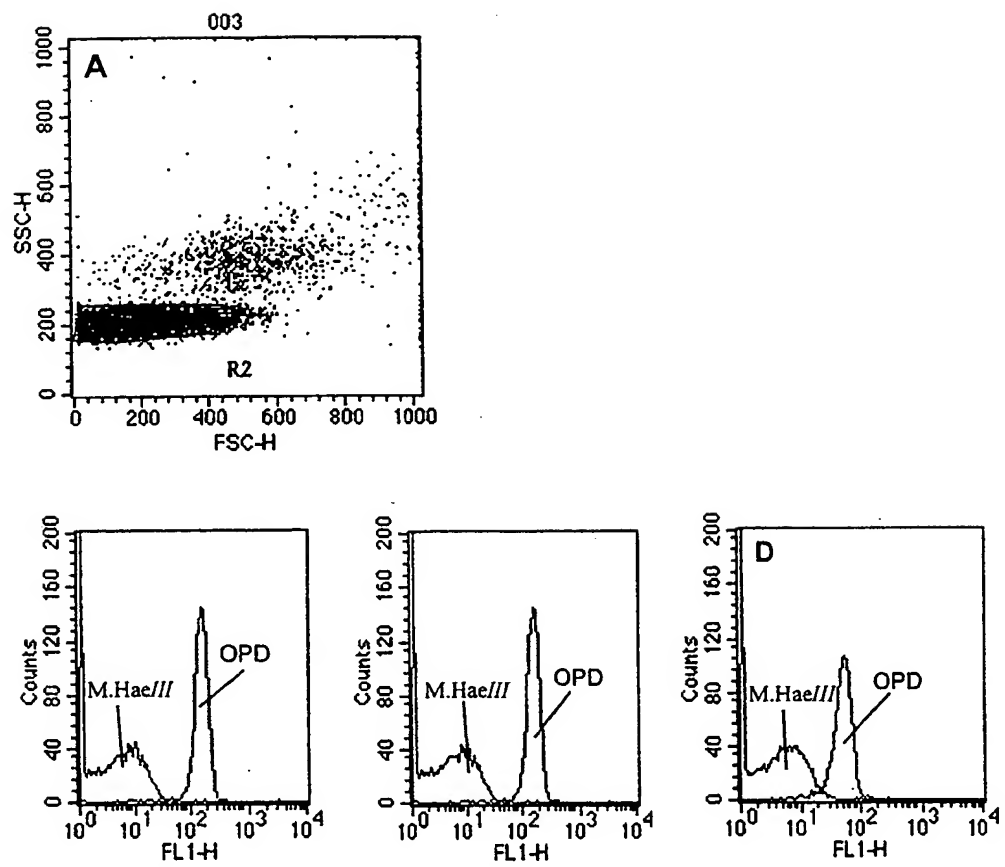 003
A
1000
800
600
400
200
0
SSC-H
R2
0 200 400 600 800 1000
FSC-H
200
160
120
80
40
0
Counts
M.HaeIII
OPD
10^0 10^1 10^2 10^3 10^4
FL1-H
200
160
120
80
40
0
Counts
M.HaeIII
OPD
10^0 10^1 10^2 10^3 10^4
FL1-H
D
200
160
120
80
40
0
Counts
M.HaeIII
OPD
10^0 10^1 10^2 10^3 10^4
FL1-H